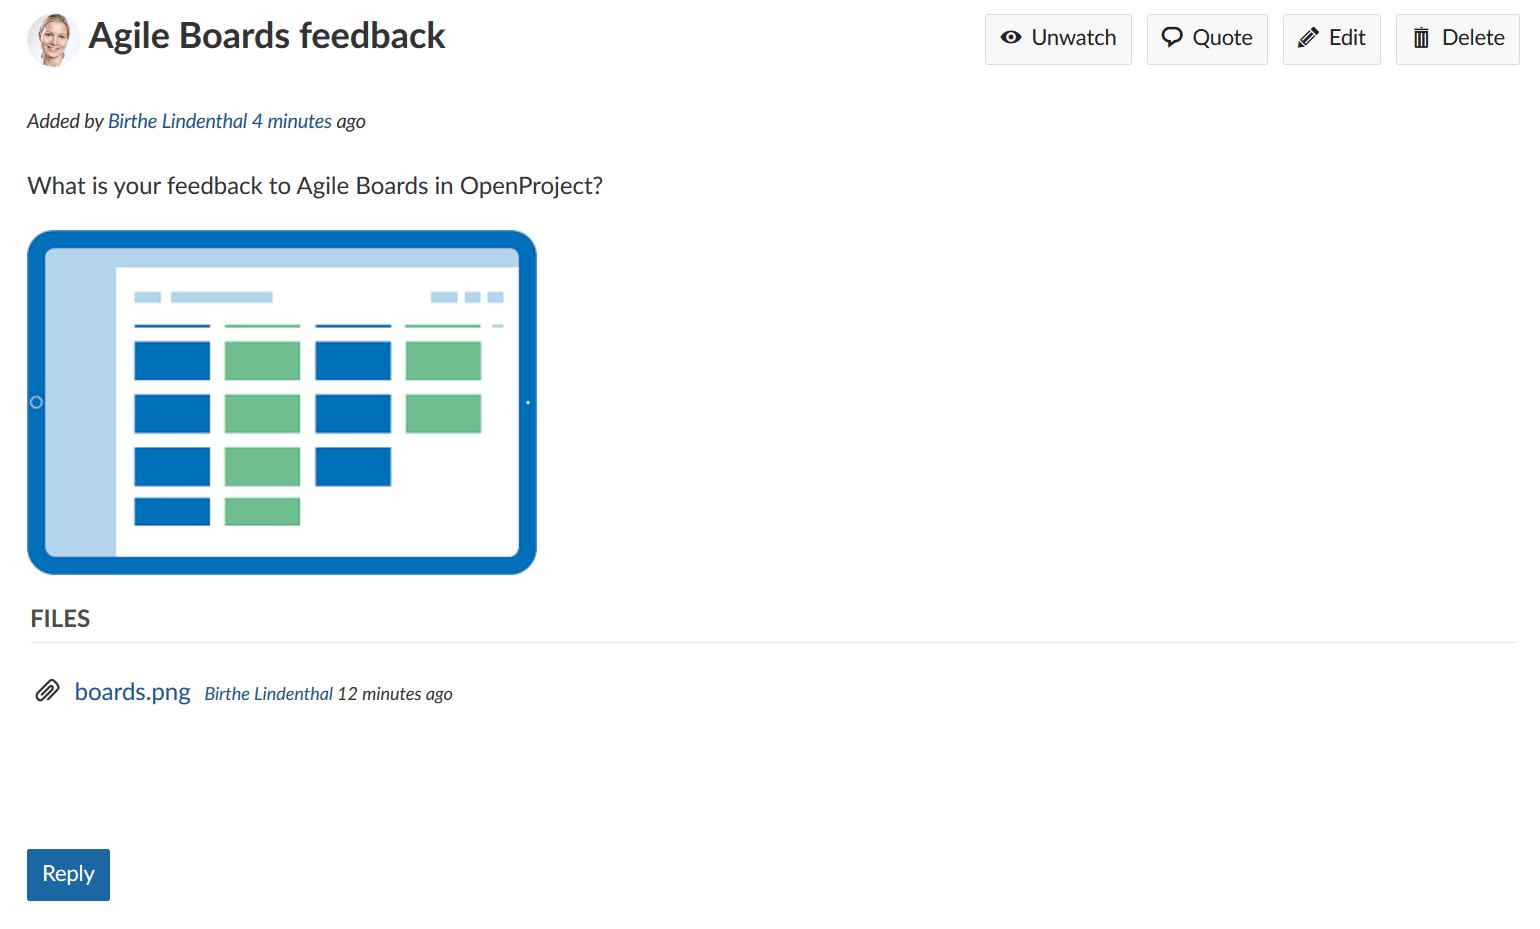 Agile Boards feedback
Unwatch
Quote
Edit
Delete
Added by Birthe Lindenthal 4 minutes ago
What is your feedback to Agile Boards in OpenProject?
FILES
boards.png Birthe Lindenthal 12 minutes ago
Reply